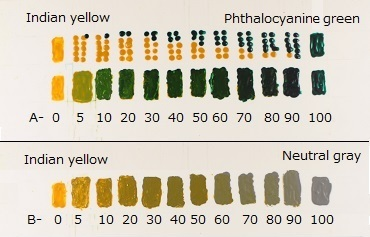 Indian yellow Phthalocyanine green
A- 0 5 10 20 30 40 50 60 70 80 90 100
Indian yellow Neutral gray
B- 0 5 10 20 30 40 50 60 70 80 90 100